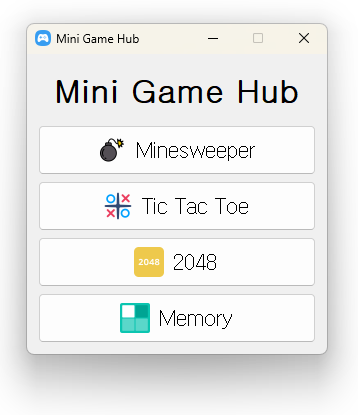 Mini Game Hub
Mini Game Hub
Minesweeper
Tic Tac Toe
2048 2048
Memory